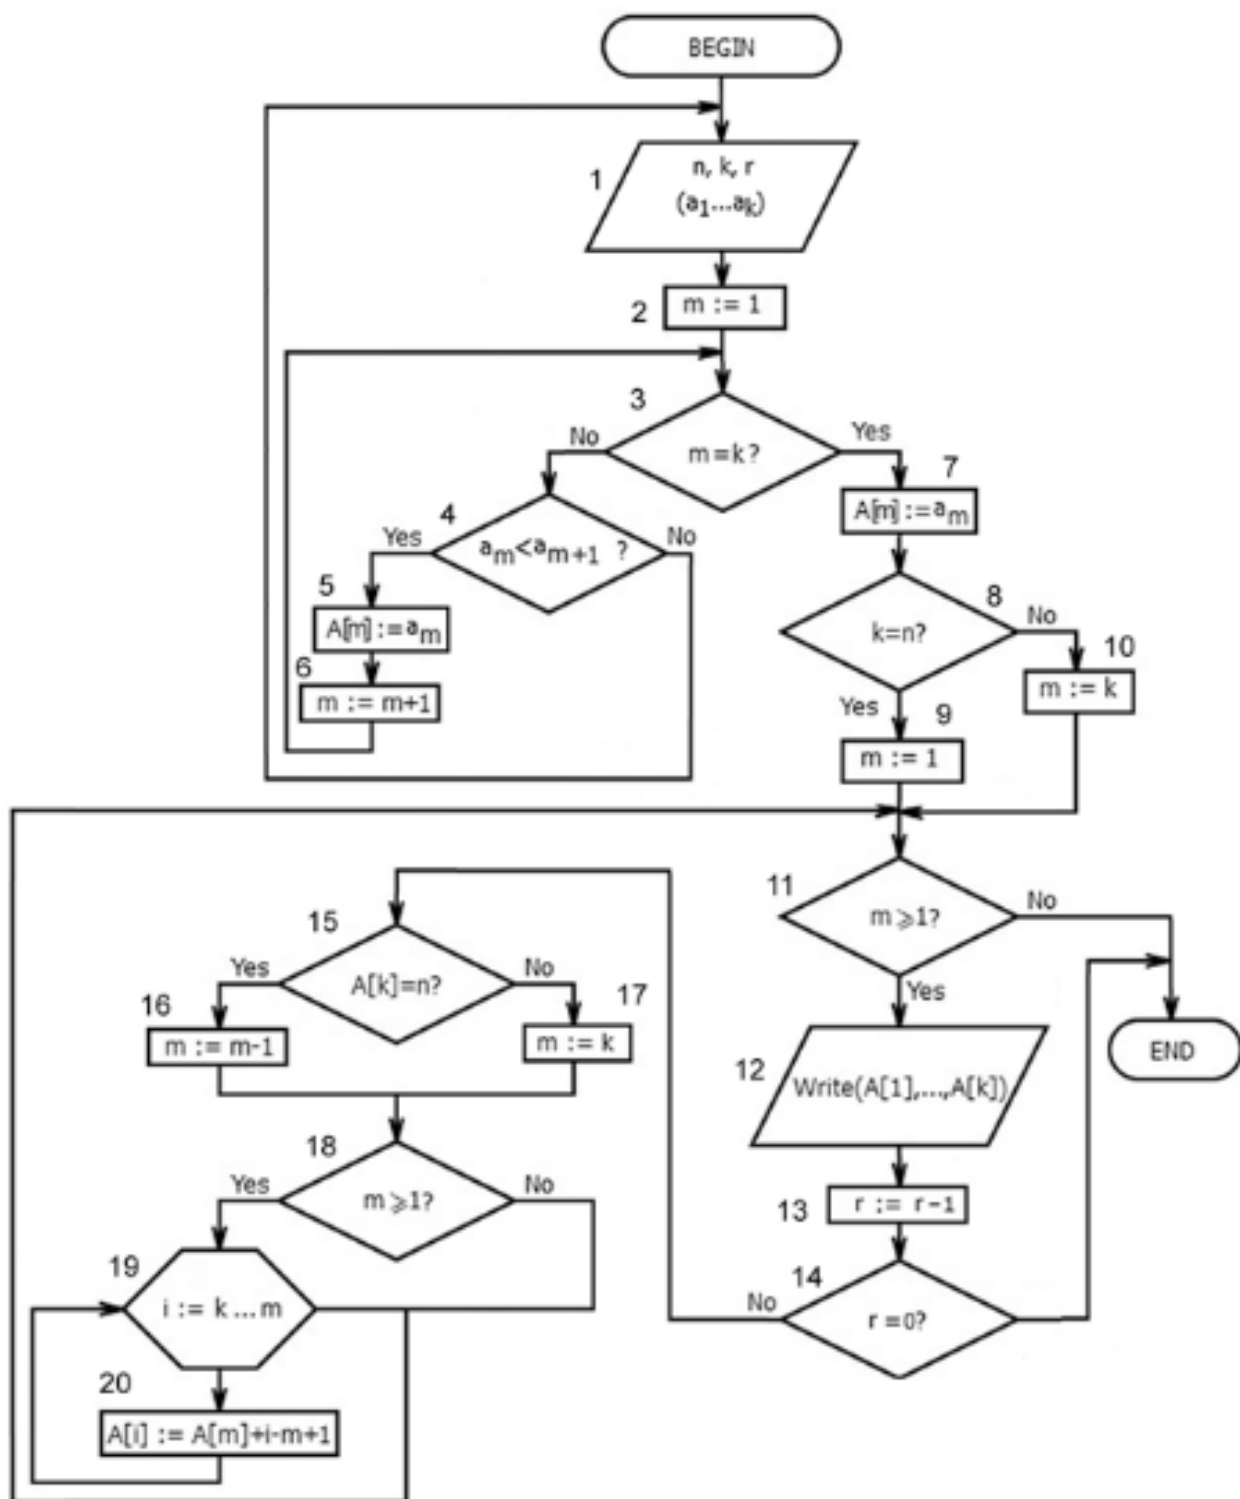 BEGIN
1
n, k, r
(a1...ak)
2
m := 1
3
m=k?
No
Yes
4
am<am+1 ?
Yes
No
7
A[m] :=am
5
A[m] :=am
6
m := m+1
8
k=n?
No
Yes
10
m := k
9
m := 1
11
m ⩾1?
No
Yes
15
A[k]=n?
Yes
No
16
m := m-1
17
m := k
12
Write(A[1],...,A[k])
END
18
m ⩾1?
Yes
No
13
r := r-1
14
r =0?
No
19
i := k ... m
20
A[i] := A[m]+i-m+1